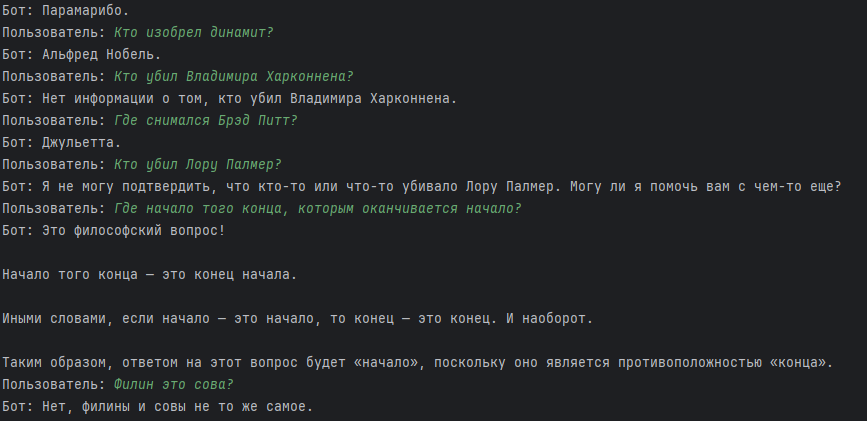 Бот: Парамарибо.
Пользователь: Кто изобрел динамит?
Бот: Альфред Нобель.
Пользователь: Кто убил Владимира Харконнена?
Бот: Нет информации о том, кто убил Владимира Харконнена.
Пользователь: Где снимался Брэд Питт?
Бот: Джульетта.
Пользователь: Кто убил Лору Палмер?
Бот: Я не могу подтвердить, что кто-то или что-то убивало Лору Палмер. Могу ли я помочь вам с чем-то еще?
Пользователь: Где начало того конца, которым оканчивается начало?
Бот: Это философский вопрос!
Начало того конца — это конец начала.
Иными словами, если начало — это начало, то конец — это конец. И наоборот.
Таким образом, ответом на этот вопрос будет «начало», поскольку оно является противоположностью «конца».
Пользователь: Филин это сова?
Бот: Нет, филины и совы не то же самое.